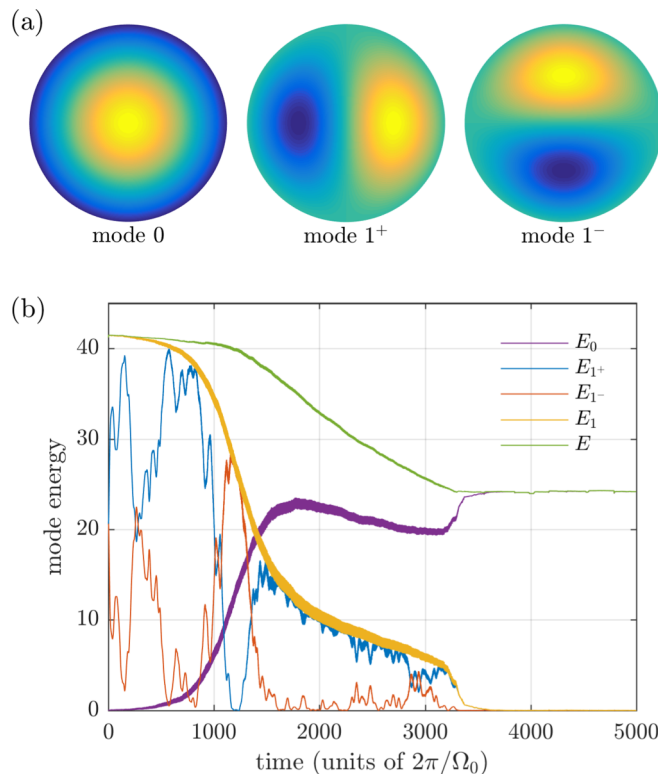 (a)
mode 0 mode 1⁺ mode 1⁻
(b)
40
30
20
10
0
mode energy
E₀
E₁⁺
E₁⁻
E₁
E
0 1000 2000 3000 4000 5000
time (units of 2π/Ω₀)